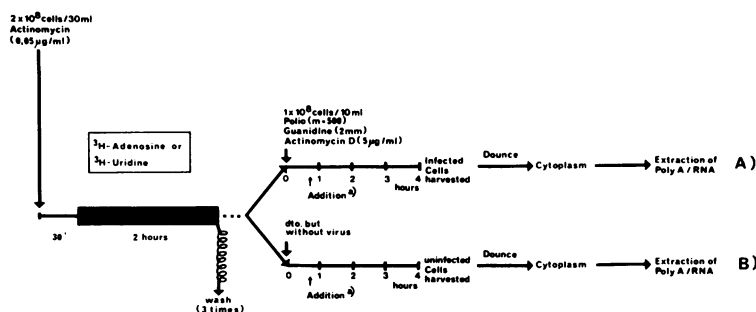 2 x 10⁸cells/30ml
Actinomycin
(0,05µg/ml)
³H-Adenosine or
³H-Uridine
30'
2 hours
wash
(3 times)
1x10⁸cells/10ml
Polio (m=500)
Guanidine (2mm)
Actinomycin D (5µg/ml)
0 1 2 3 4
hours
Addition a)
infected
Cells
harvested
Dounce
Cytoplasm
Extraction of
Poly A/RNA
A)
dto. but
without virus
0 1 2 3 4
hours
Addition a)
uninfected
Cells
harvested
Dounce
Cytoplasm
Extraction of
Poly A/RNA
B)